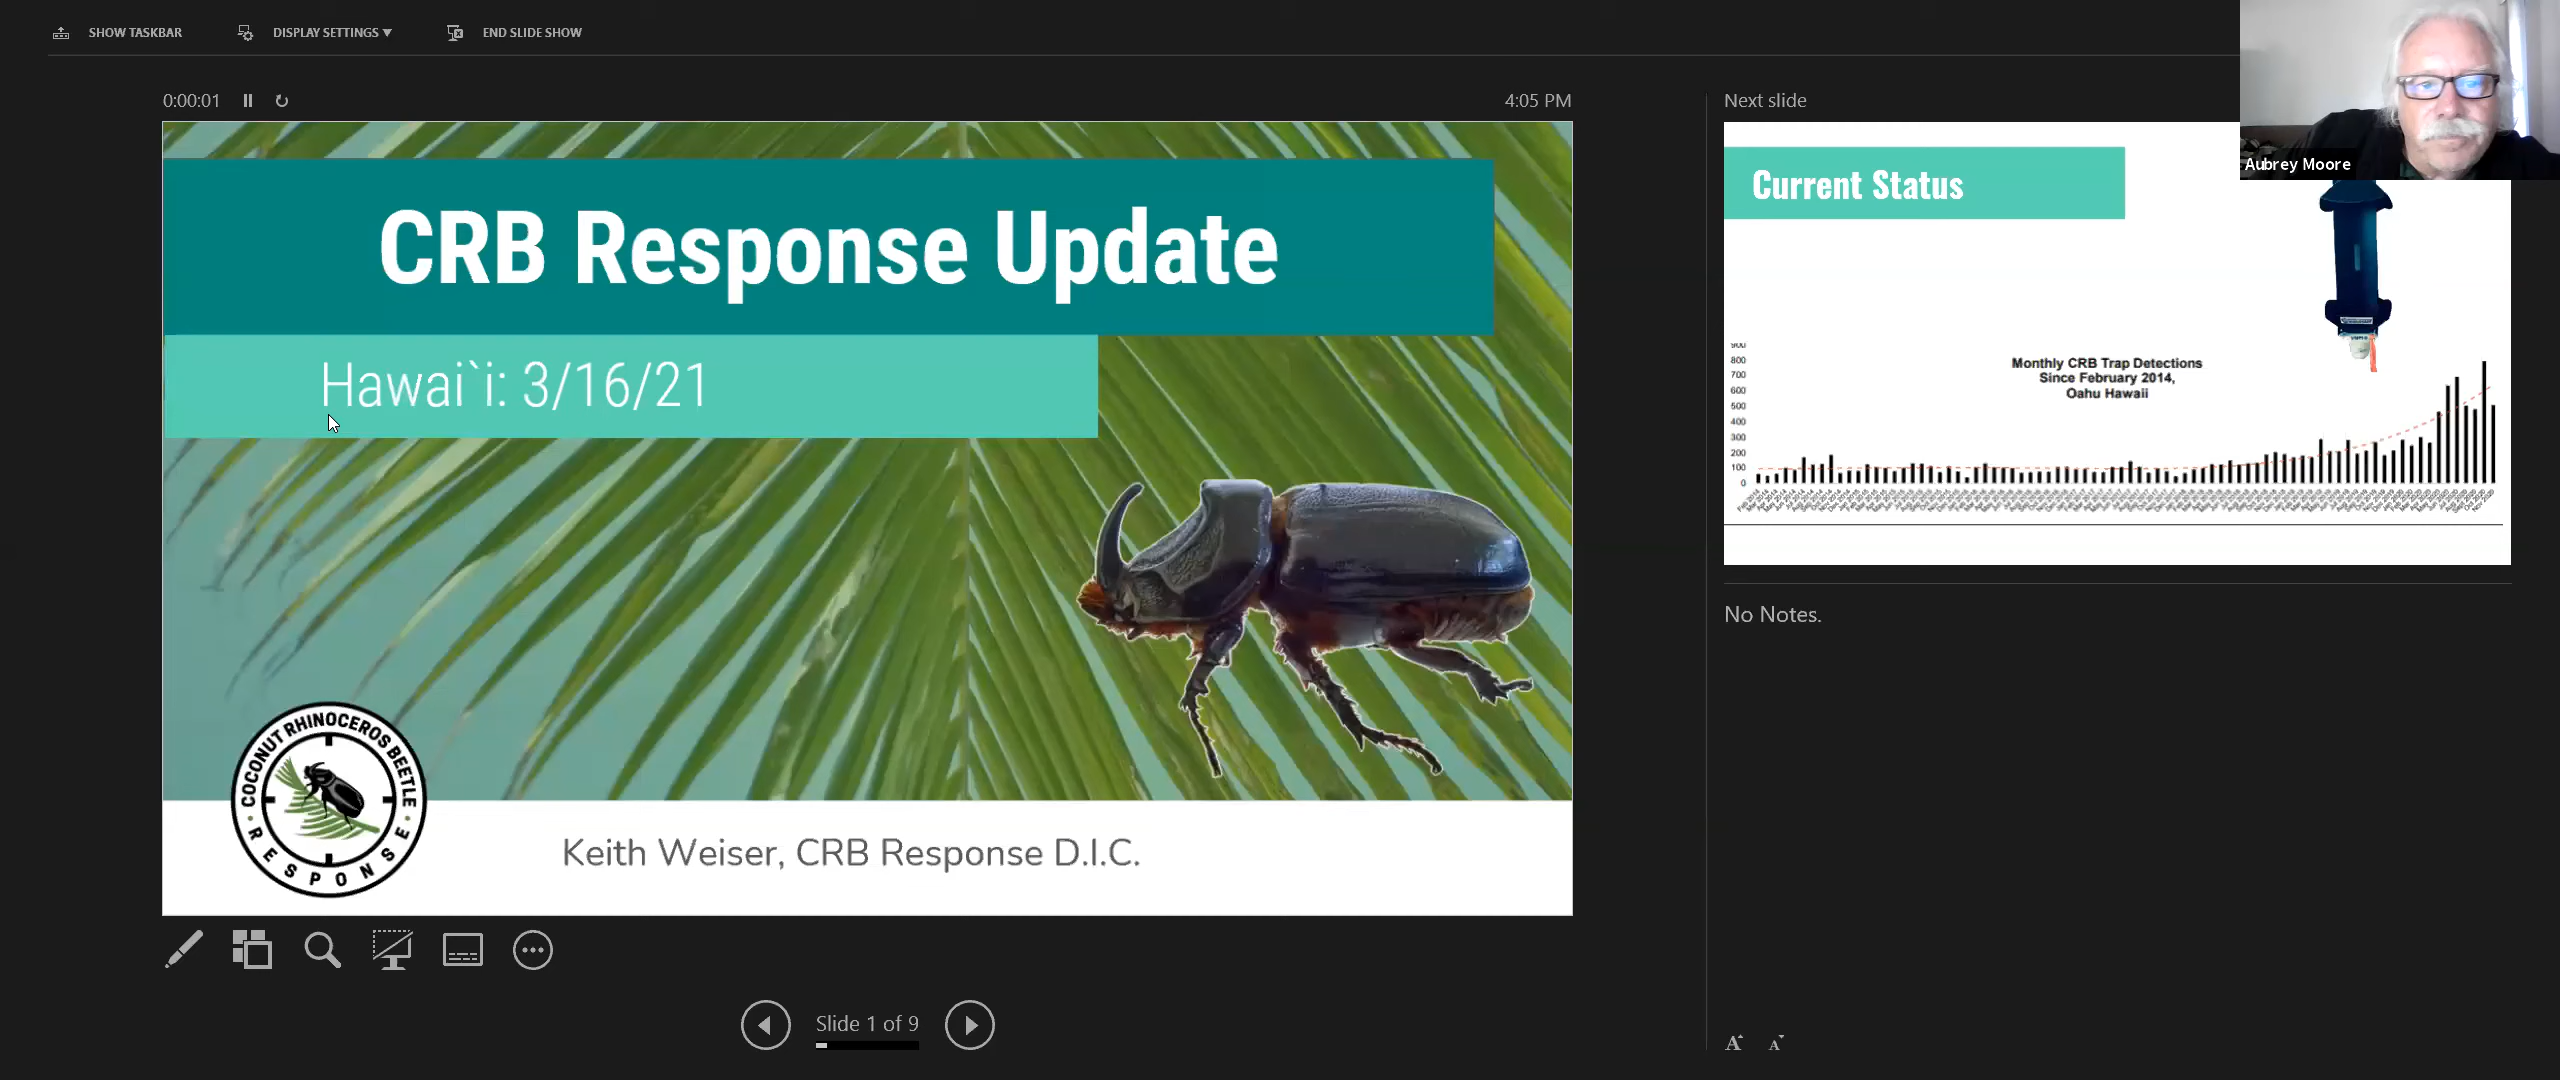 SHOW TASKBAR
DISPLAY SETTINGS ▼
END SLIDE SHOW
0:00:01
4:05 PM
CRB Response Update
Hawai`i: 3/16/21
COCONUT RHINOCEROS BEETLE
RESPONSE
Keith Weiser, CRB Response D.I.C.
Slide 1 of 9
Next slide
Aubrey Moore
Current Status
Monthly CRB Trap Detections
Since February 2014,
Oahu Hawaii
900
800
700
600
500
400
300
200
100
0
No Notes.
A A